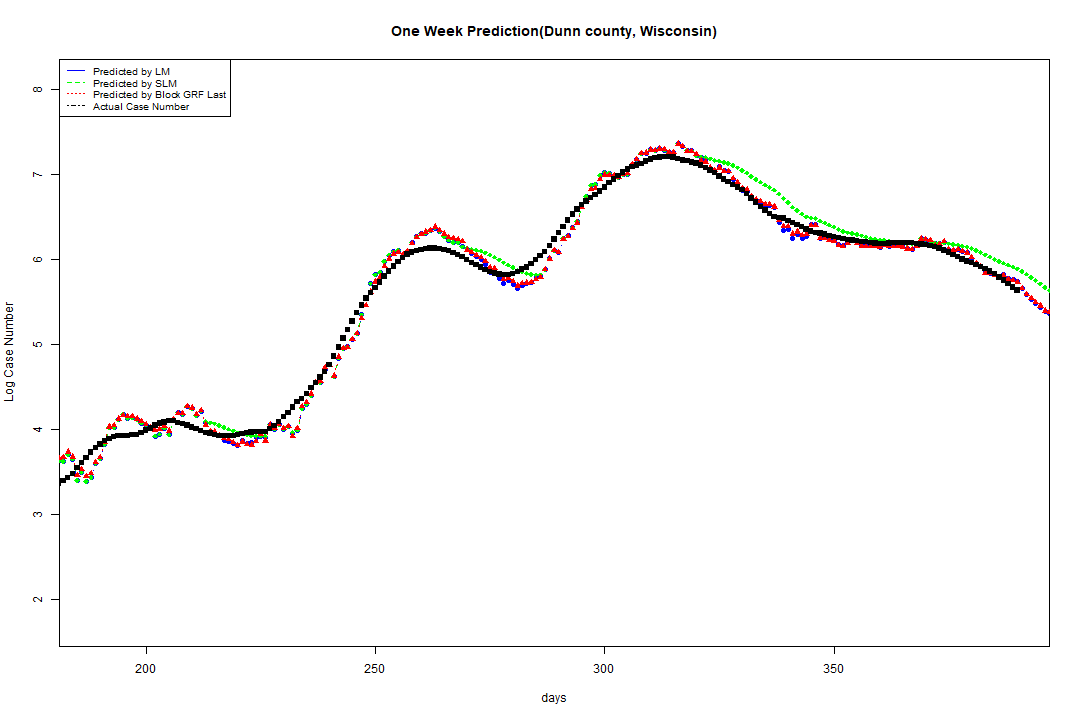 One Week Prediction(Dunn county, Wisconsin)
Predicted by LM
Predicted by SLM
Predicted by Block GRF Last
Actual Case Number
8
7
6
5
4
3
2
Log Case Number
200
250
300
350
days